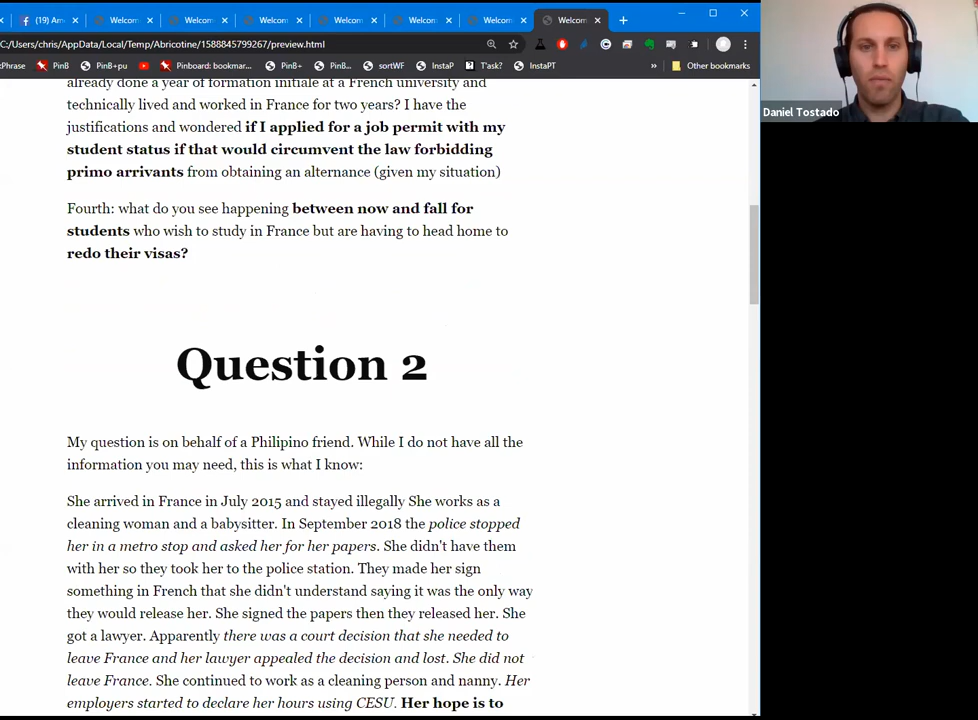 (19) Am
Welcom
Welcom
Welcom
Welcom
Welcom
Welcom
Welcom
C:/Users/chris/AppData/Local/Temp/Abricotine/1588845799267/preview.html
cPhrase PinB PinB+pu Pinboard: bookmar... PinB+ PinB... sortWF InstaP T'ask? InstaPT » Other bookmarks
already done a year of formation initiale at a French university and
technically lived and worked in France for two years? I have the
justifications and wondered if I applied for a job permit with my
student status if that would circumvent the law forbidding
primo arrivants from obtaining an alternance (given my situation)
Fourth: what do you see happening between now and fall for
students who wish to study in France but are having to head home to
redo their visas?
Question 2
My question is on behalf of a Philipino friend. While I do not have all the
information you may need, this is what I know:
She arrived in France in July 2015 and stayed illegally She works as a
cleaning woman and a babysitter. In September 2018 the police stopped
her in a metro stop and asked her for her papers. She didn't have them
with her so they took her to the police station. They made her sign
something in French that she didn't understand saying it was the only way
they would release her. She signed the papers then they released her. She
got a lawyer. Apparently there was a court decision that she needed to
leave France and her lawyer appealed the decision and lost. She did not
leave France. She continued to work as a cleaning person and nanny. Her
employers started to declare her hours using CESU. Her hope is to
Daniel Tostado